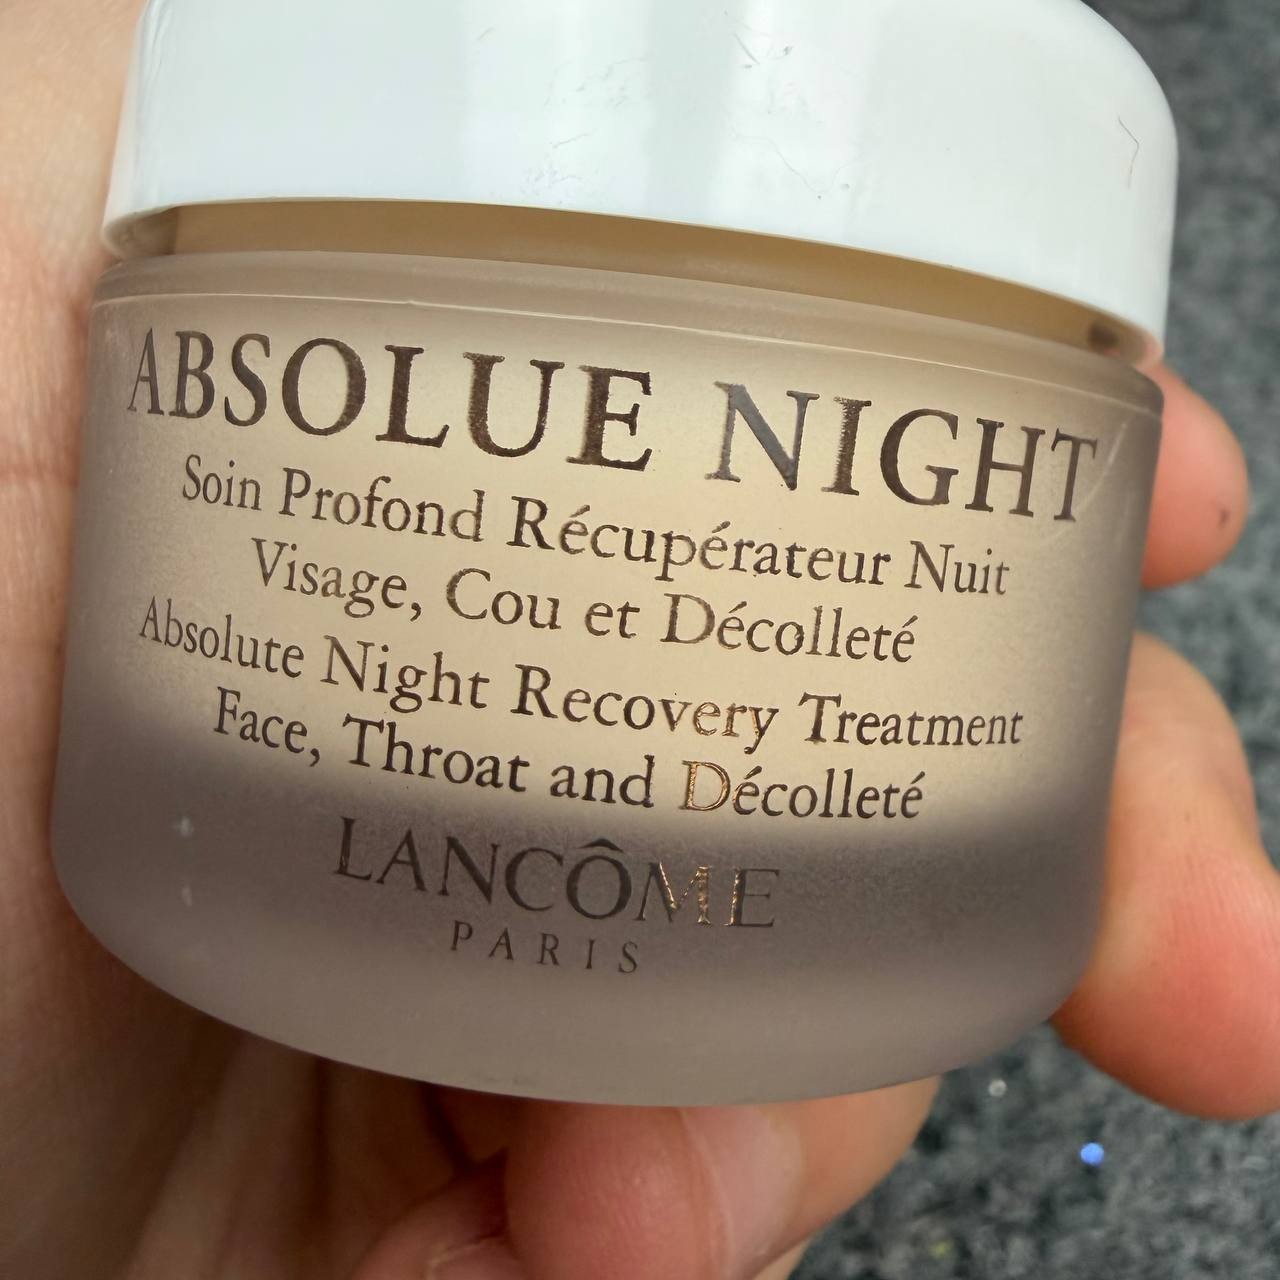 ABSOLUE NIGHT
Soin Profond Récupérateur Nuit
Visage, Cou et Décolleté
Absolute Night Recovery Treatment
Face, Throat and Décolleté
LANCÔME
PARIS